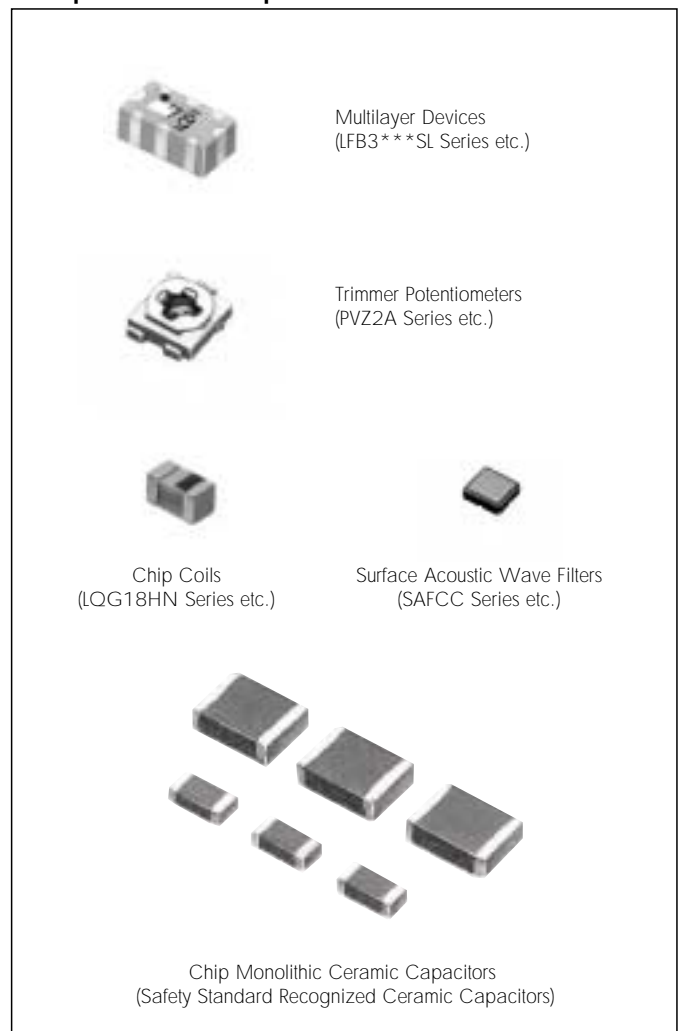 Multilayer Devices
(LFB3***SL Series etc.)
Trimmer Potentiometers
(PVZ2A Series etc.)
Chip Coils
(LQG18HN Series etc.)
Surface Acoustic Wave Filters
(SAFCC Series etc.)
Chip Monolithic Ceramic Capacitors
(Safety Standard Recognized Ceramic Capacitors)